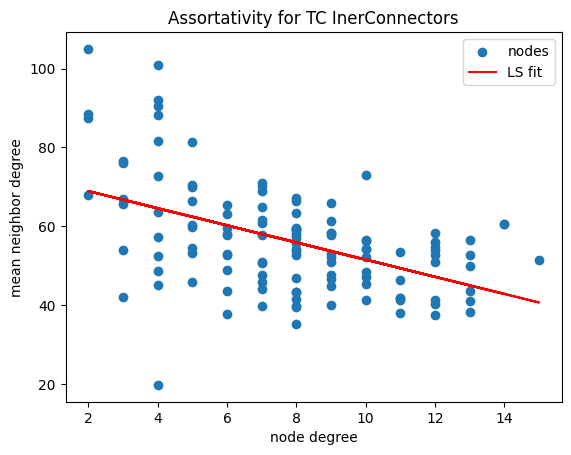 Assortativity for TC InerConnectors
nodes
LS fit
100
80
60
40
20
mean neighbor degree
2
4
6
8
10
12
14
node degree